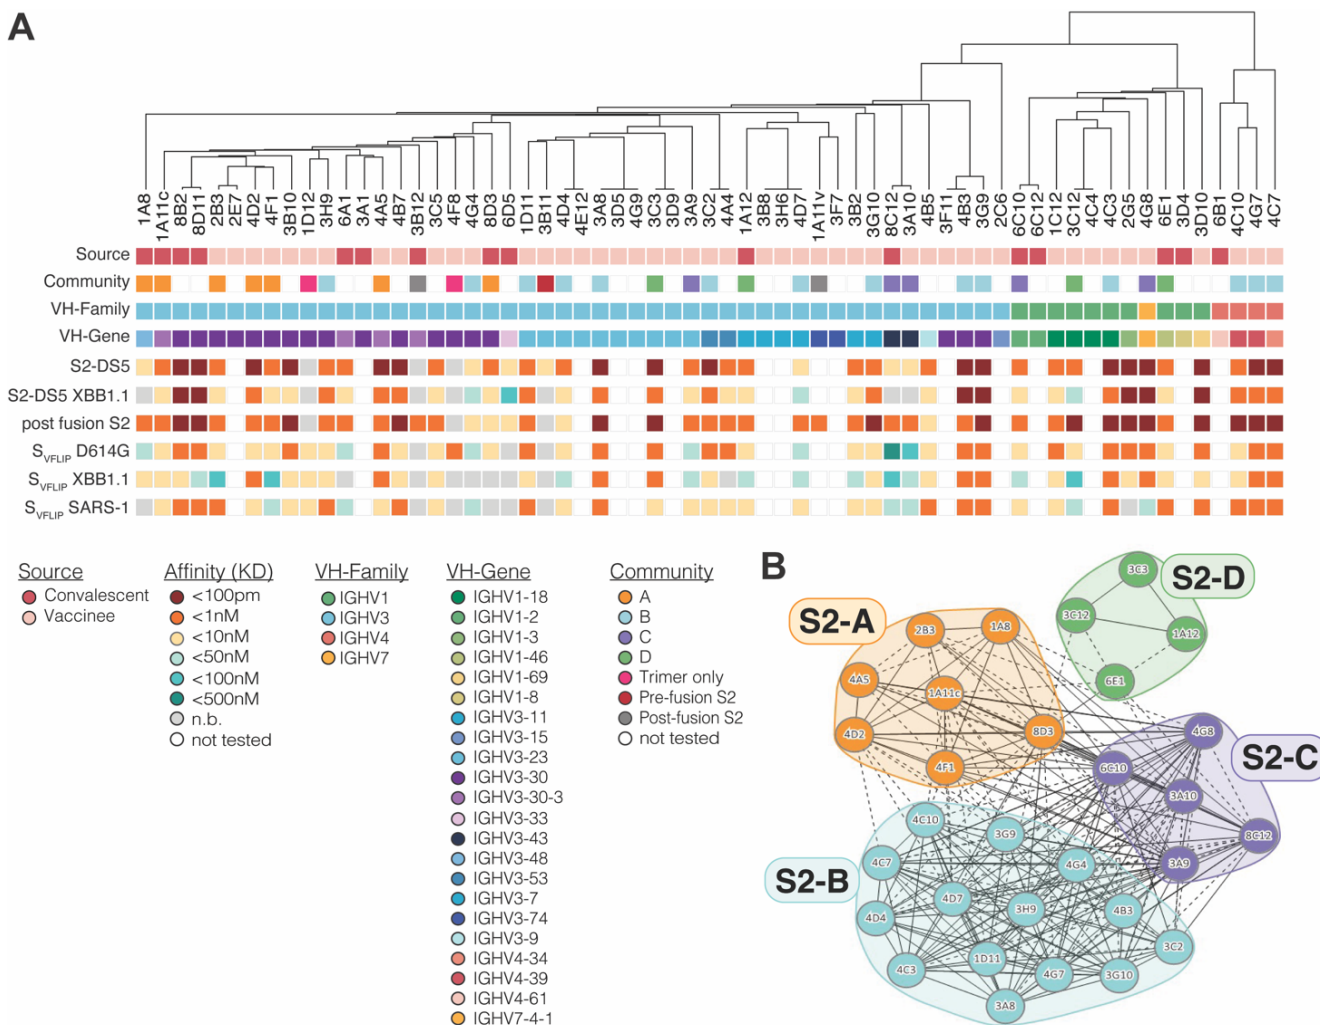 A
1A8 1A11c 8B2 8D11 2B3 2E7 4D2 4F1 3B10 1D12 3H9 6A1 3A1 4A5 4B7 3B12 3C5 4F8 4G4 8D3 6D5 1D11 3B11 4D4 4E12 3A8 3D5 4G9 3C3 3D9 3A9 3C2 4A4 1A12 3B8 3H6 4D7 1A11v 3F7 3B2 3G10 8C12 3A10 4B5 3F11 4B3 3G9 2C6 6C10 6C12 1C12 3C12 4C4 4C3 2G5 4G8 6E1 3D4 3D10 6B1 4C10 4G7 4C7
Source
Community
VH-Family
VH-Gene
S2-DS5
S2-DS5 XBB1.1
post fusion S2
SVFLIP D614G
SVFLIP XBB1.1
SVFLIP SARS-1
Source
Convalescent
Vaccinee
Affinity (KD)
<100pm
<1nM
<10nM
<50nM
<100nM
<500nM
n.b.
not tested
VH-Family
IGHV1
IGHV3
IGHV4
IGHV7
VH-Gene
IGHV1-18
IGHV1-2
IGHV1-3
IGHV1-46
IGHV1-69
IGHV1-8
IGHV3-11
IGHV3-15
IGHV3-23
IGHV3-30
IGHV3-30-3
IGHV3-33
IGHV3-43
IGHV3-48
IGHV3-53
IGHV3-7
IGHV3-74
IGHV3-9
IGHV4-34
IGHV4-39
IGHV4-61
IGHV7-4-1
Community
A
B
C
D
Trimer only
Pre-fusion S2
Post-fusion S2
not tested
B
S2-D
3C3
3C12
1A12
6E1
S2-A
2B3
1A8
4A5
1A11c
4D2
8D3
4F1
S2-C
4G8
6C10
3A10
8C12
3A9
S2-B
4C10
3G9
4C7
4G4
4D7
3H9
4B3
4D4
3C2
1D11
4C3
4G7
3G10
3A8